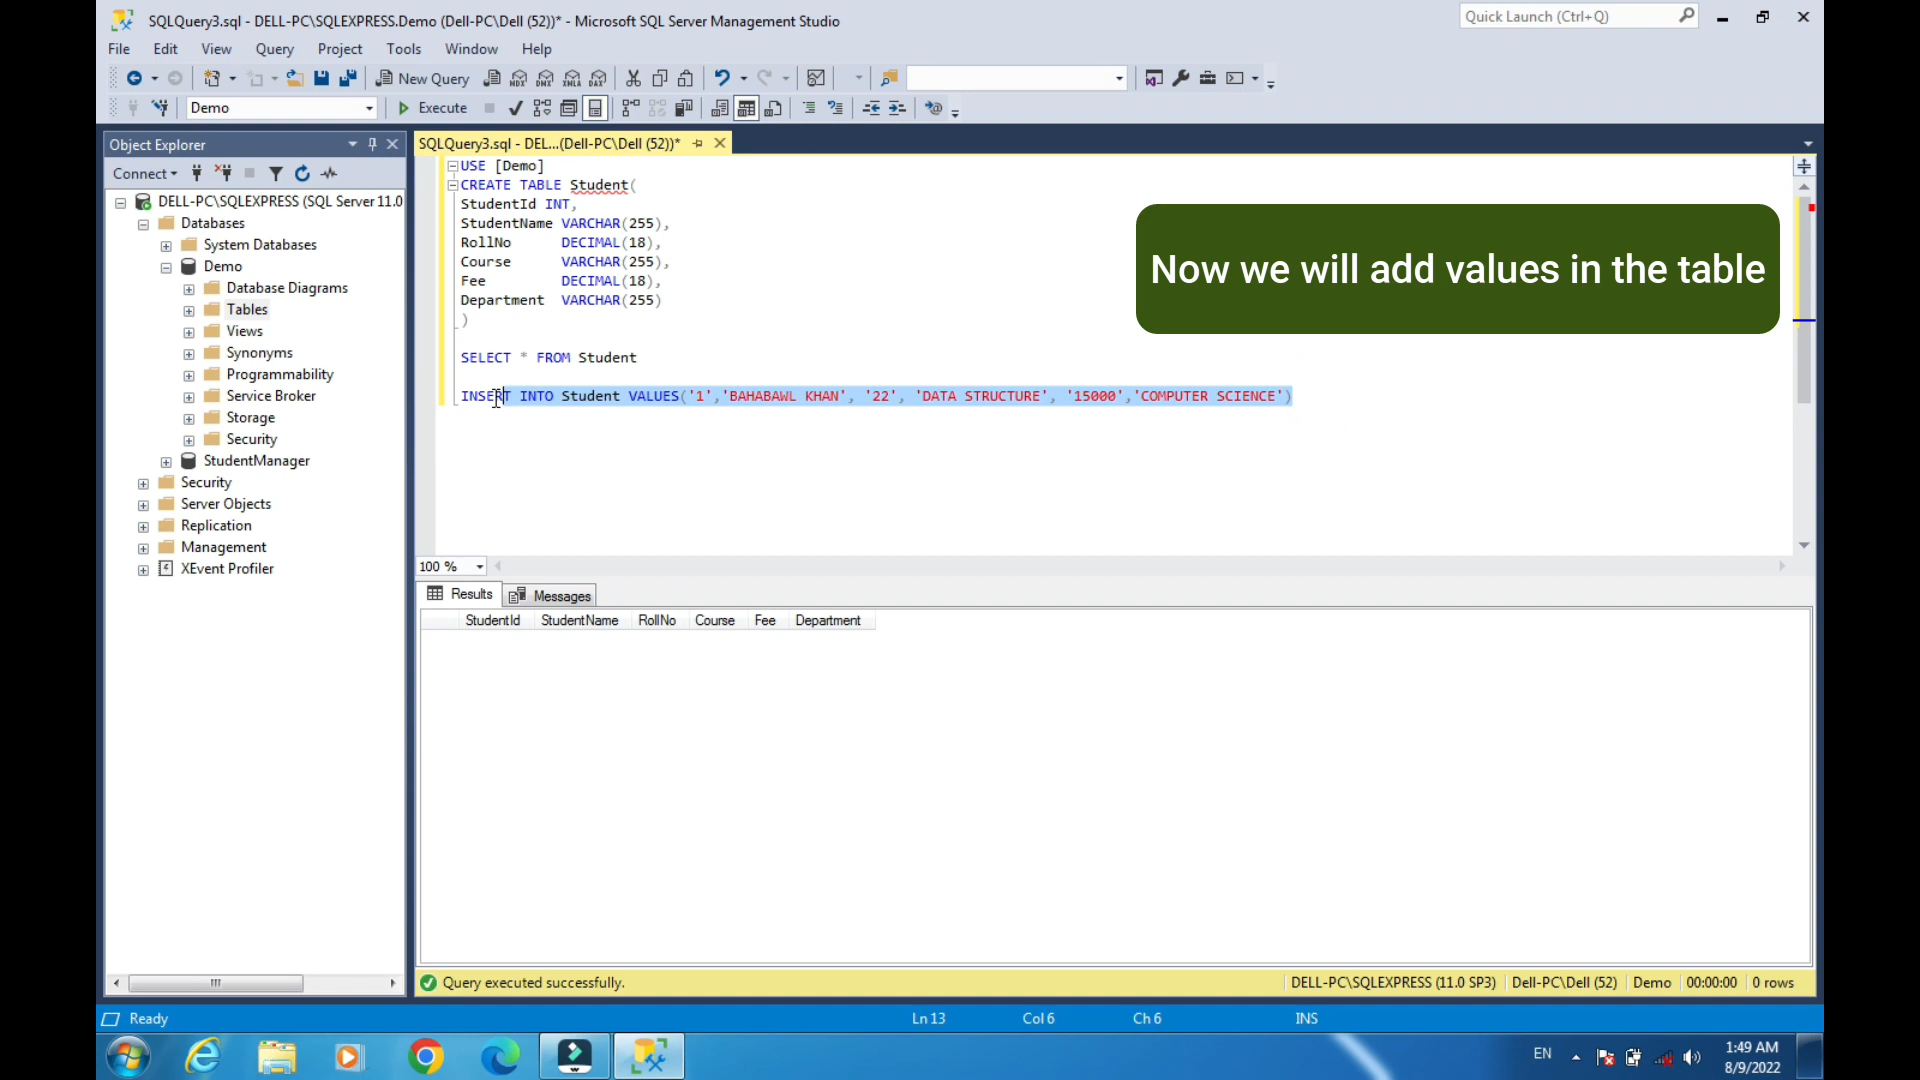 SQLQuery3.sql - DELL-PC\SQLEXPRESS.Demo (Dell-PC\Dell (52))* - Microsoft SQL Server Management Studio
Quick Launch (Ctrl+Q)
File Edit View Query Project Tools Window Help
New Query MDX DMX XMLA DAX
Demo Execute
Object Explorer
SQLQuery3.sql - DEL...(Dell-PC\Dell (52))*
Connect
DELL-PC\SQLEXPRESS (SQL Server 11.0
Databases
System Databases
Demo
Database Diagrams
Tables
Views
Synonyms
Programmability
Service Broker
Storage
Security
StudentManager
Security
Server Objects
Replication
Management
XEvent Profiler
USE [Demo]
CREATE TABLE Student(
StudentId INT,
StudentName VARCHAR(255),
RollNo DECIMAL(18),
Course VARCHAR(255),
Fee DECIMAL(18),
Department VARCHAR(255)
)
SELECT * FROM Student
INSERT INTO Student VALUES('1','BAHABAWL KHAN', '22', 'DATA STRUCTURE', '15000','COMPUTER SCIENCE')
Now we will add values in the table
100 %
Results Messages
StudentId StudentName RollNo Course Fee Department
Query executed successfully.
DELL-PC\SQLEXPRESS (11.0 SP3) Dell-PC\Dell (52) Demo 00:00:00 0 rows
Ready Ln 13 Col 6 Ch 6 INS
EN
1:49 AM
8/9/2022